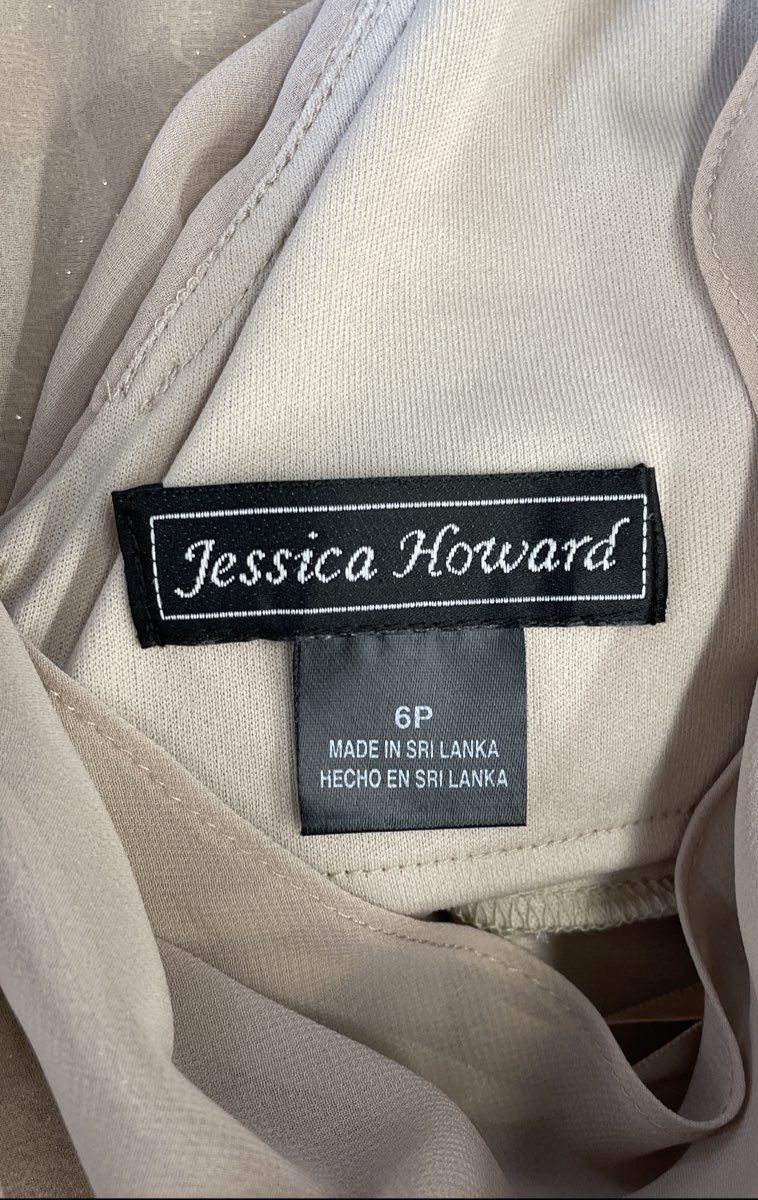 Jessica Howard
6P
MADE IN SRI LANKA
HECHO EN SRI LANKA